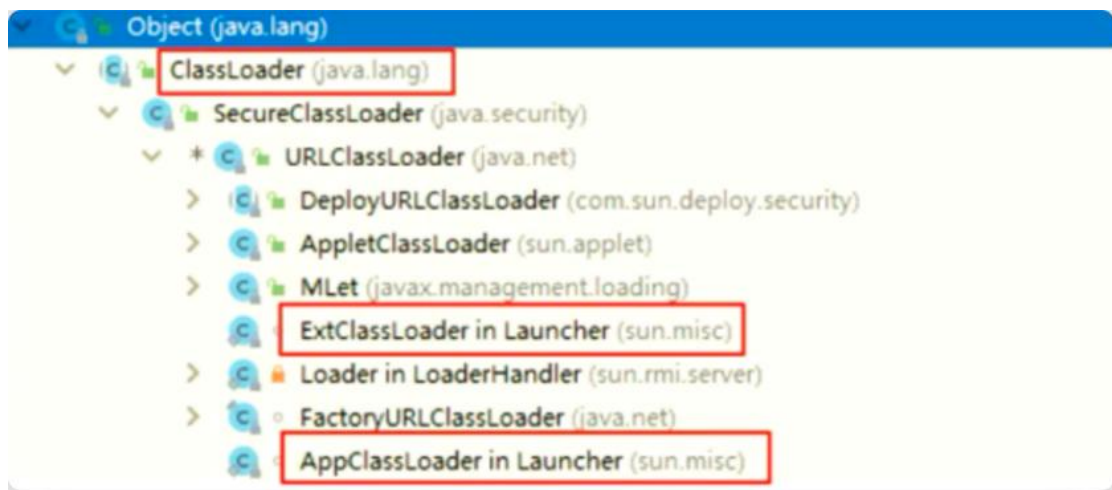 Object (java.lang)
ClassLoader (java.lang)
SecureClassLoader (java.security)
URLClassLoader (java.net)
DeployURLClassLoader (com.sun.deploy.security)
AppletClassLoader (sun.applet)
MLet (javax.management.loading)
ExtClassLoader in Launcher (sun.misc)
Loader in LoaderHandler (sun.rmi.server)
FactoryURLClassLoader (java.net)
AppClassLoader in Launcher (sun.misc)